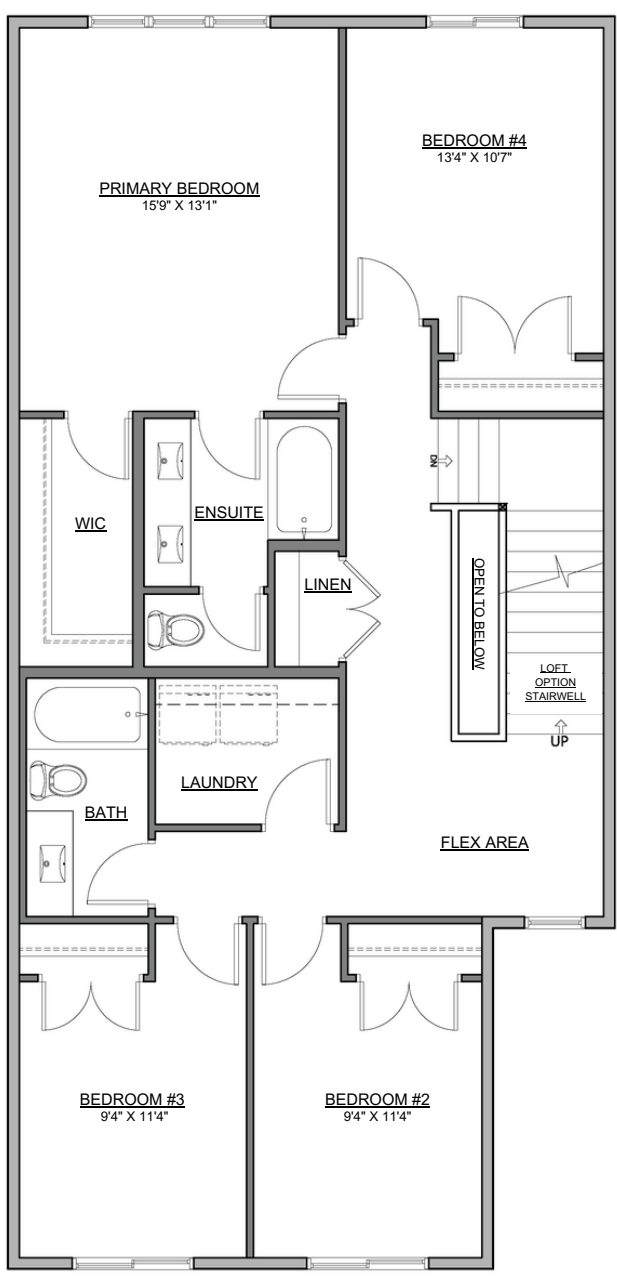 BEDROOM #4
13'4" X 10'7"
PRIMARY BEDROOM
15'9" X 13'1"
DN
WIC
ENSUITE
LINEN
OPEN TO BELOW
LOFT
OPTION
STAIRWELL
UP
LAUNDRY
BATH
FLEX AREA
BEDROOM #3
9'4" X 11'4"
BEDROOM #2
9'4" X 11'4"